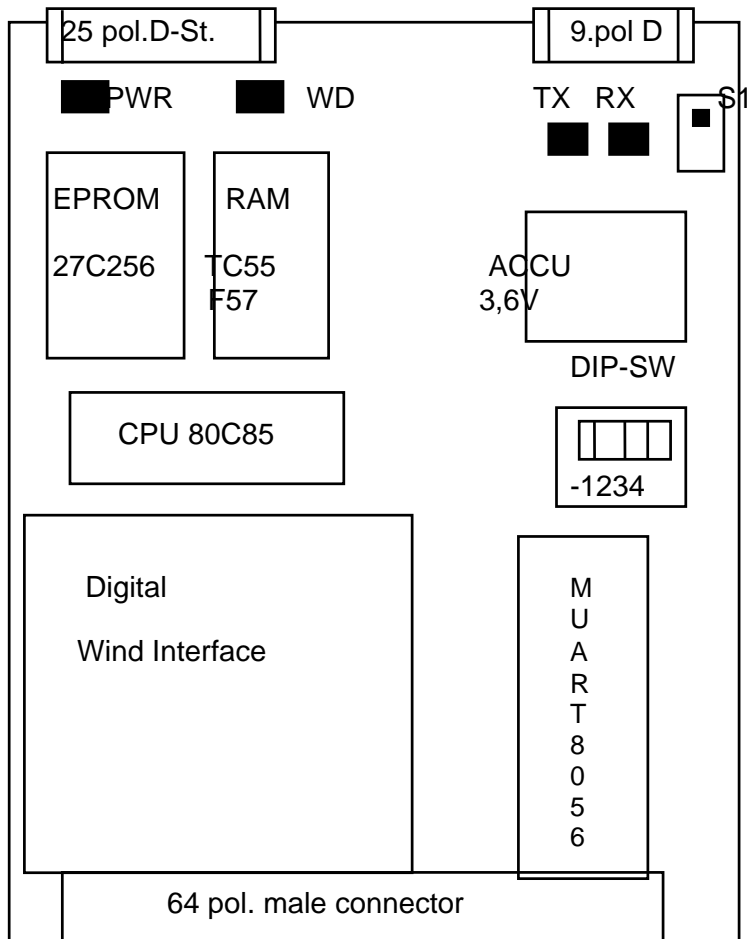 25 pol.D-St.
9.pol D
PWR
WD
TX
RX
S1
EPROM
27C256
RAM
TC55
F57
ACCU
3,6V
DIP-SW
-1234
CPU 80C85
Digital
Wind Interface
M
U
A
R
T
8
0
5
6
64 pol. male connector